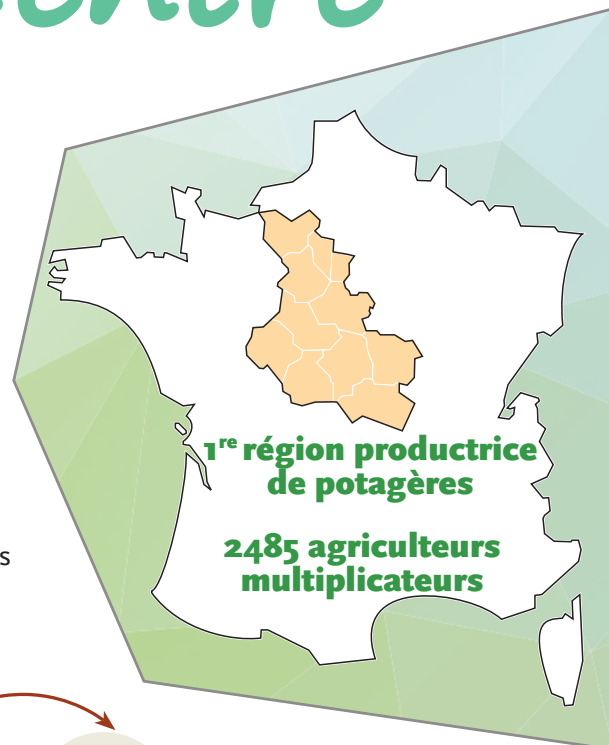 1re région productrice
de potagères
2485 agriculteurs
multiplicateurs